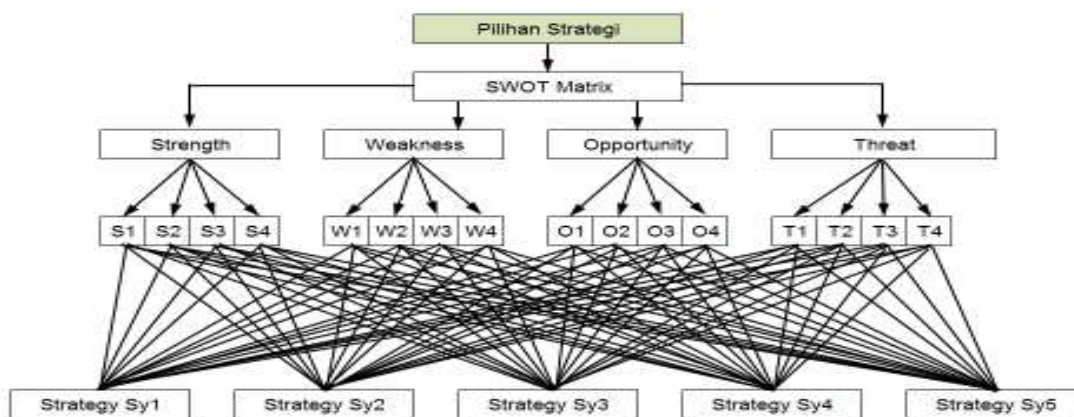 Pilihan Strategi
SWOT Matrix
Strength Weakness Opportunity Threat
S1 S2 S3 S4 W1 W2 W3 W4 O1 O2 O3 O4 T1 T2 T3 T4
Strategy Sy1 Strategy Sy2 Strategy Sy3 Strategy Sy4 Strategy Sy5